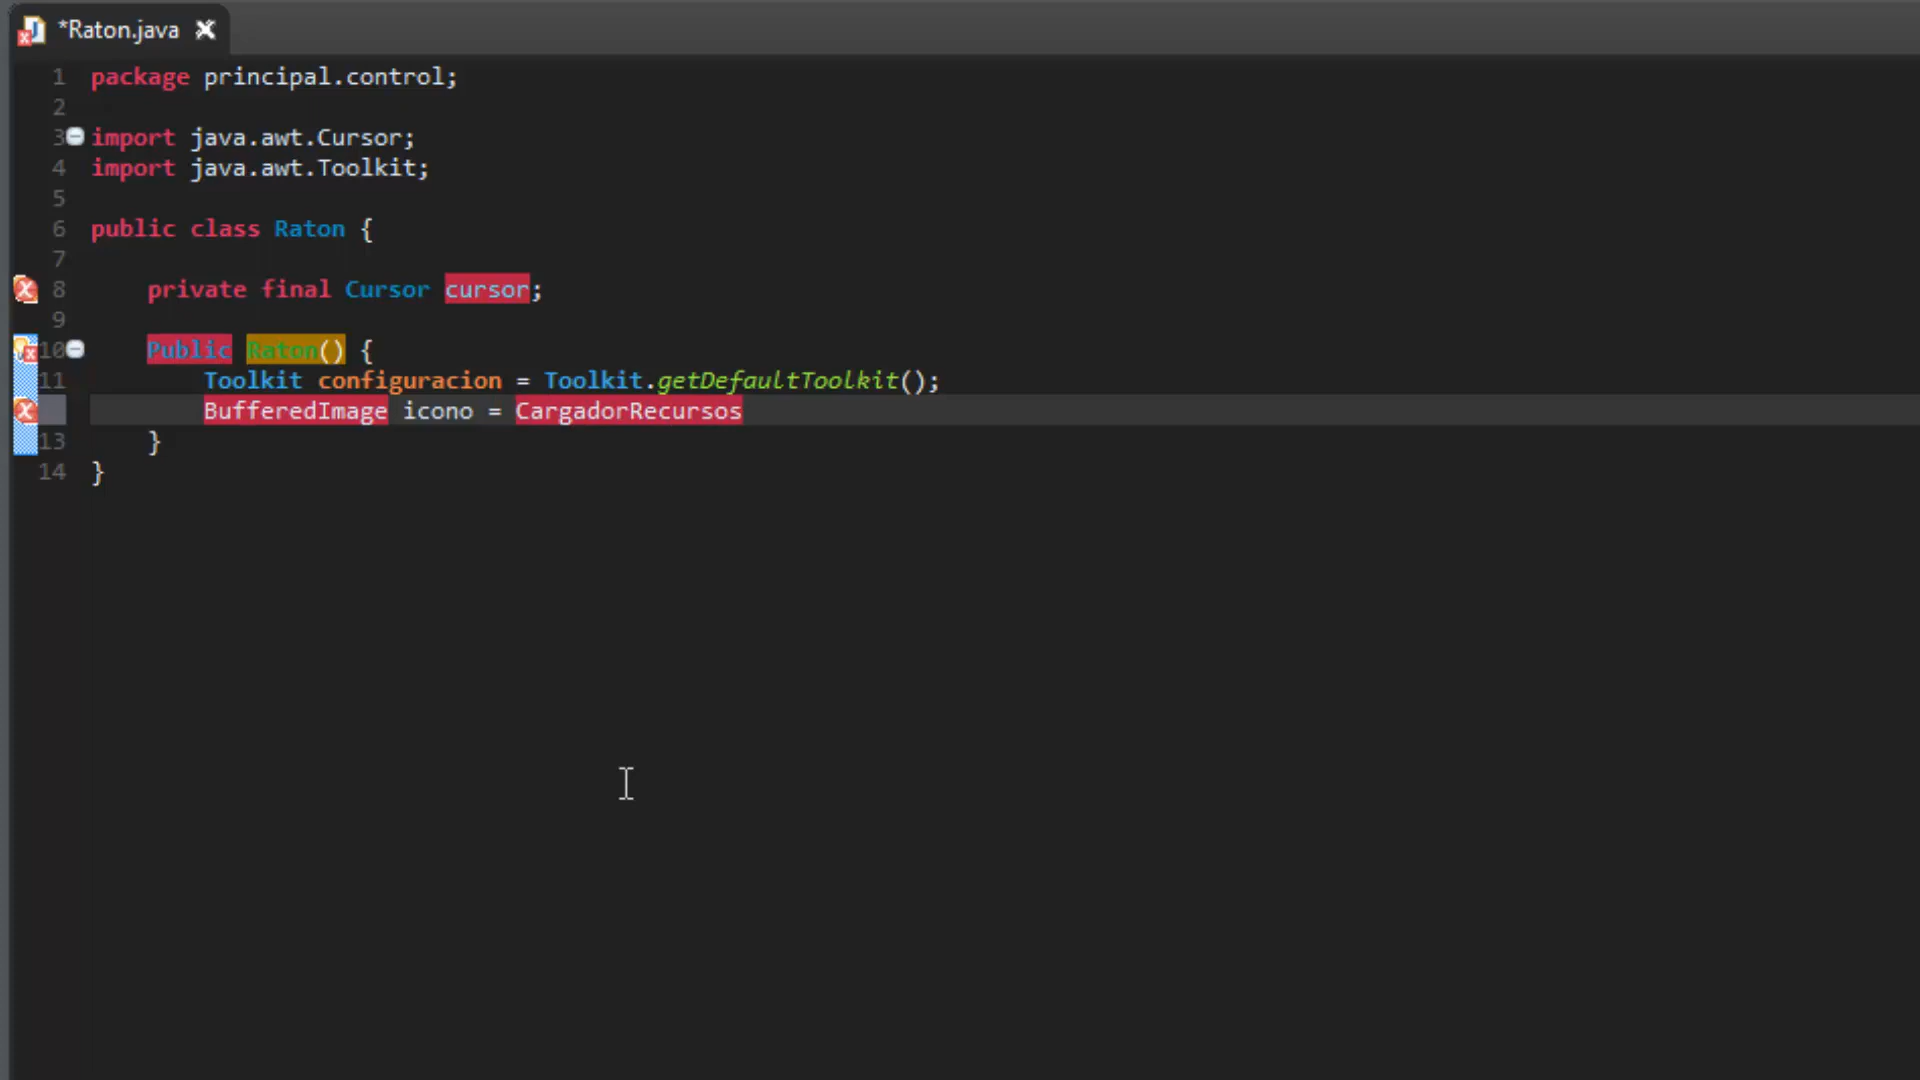 *Raton.java
1 package principal.control;
2
3 import java.awt.Cursor;
4 import java.awt.Toolkit;
5
6 public class Raton {
7
8 private final Cursor cursor;
9
10 Public Raton() {
11 Toolkit configuracion = Toolkit.getDefaultToolkit();
BufferedImage icono = CargadorRecursos
13 }
14 }